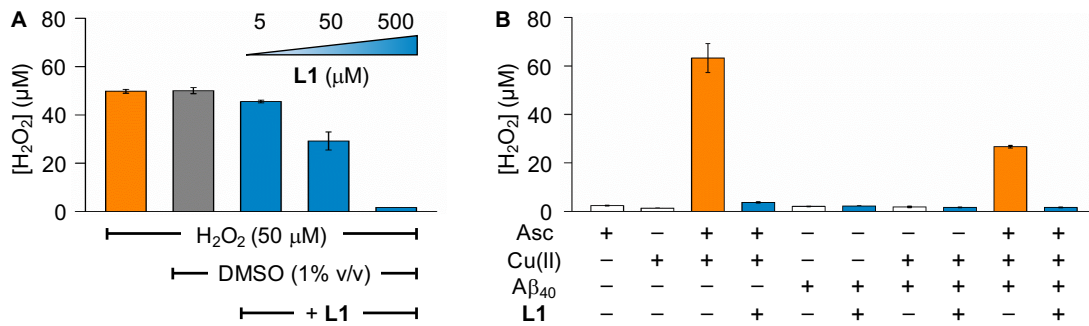 A
[H₂O₂] (μM)
80
60
40
20
0
5 50 500
L1 (μM)
H₂O₂ (50 μM)
DMSO (1% v/v)
+ L1
B
[H₂O₂] (μM)
80
60
40
20
0
Asc + – + + – – – – + +
Cu(II) – + + + – – + + + +
Aβ₄₀ – – – – + + + + + +
L1 – – – + – + – + – +